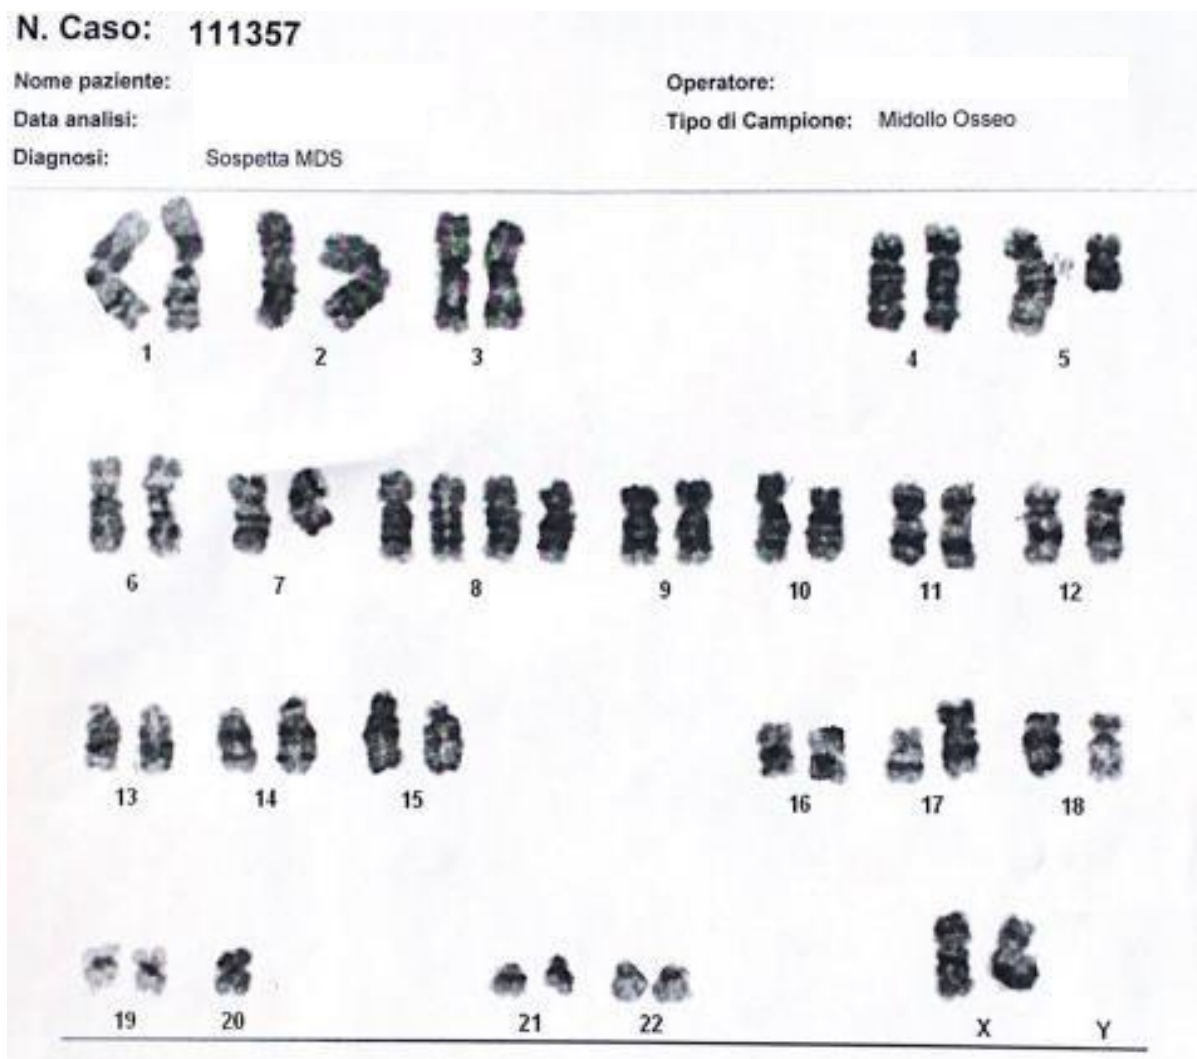 N. Caso: 111357
Nome paziente:
Operatore:
Data analisi:
Tipo di Campione: Midollo Osseo
Diagnosi: Sospetta MDS
1 2 3 4 5
6 7 8 9 10 11 12
13 14 15 16 17 18
19 20 21 22 X Y